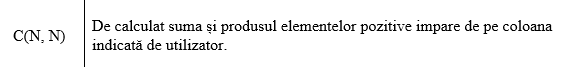 C(N, N)
De calculat suma și produsul elementelor pozitive impare de pe coloana
indicată de utilizator.